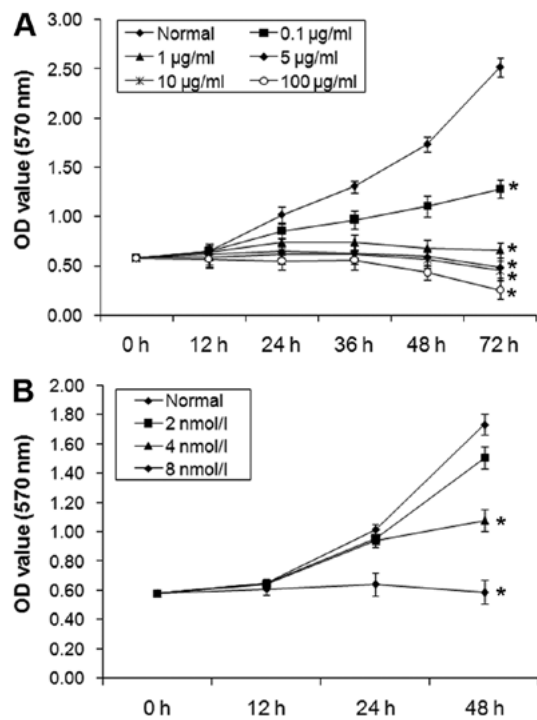 A
OD value (570 nm)
3.00
2.50
2.00
1.50
1.00
0.50
0.00
Normal 0.1 µg/ml
1 µg/ml 5 µg/ml
10 µg/ml 100 µg/ml
*
*
*
*
*
0 h 12 h 24 h 36 h 48 h 72 h
B
OD value (570 nm)
2.00
1.80
1.60
1.40
1.20
1.00
0.80
0.60
0.40
0.20
0.00
Normal
2 nmol/l
4 nmol/l
8 nmol/l
*
*
0 h 12 h 24 h 48 h